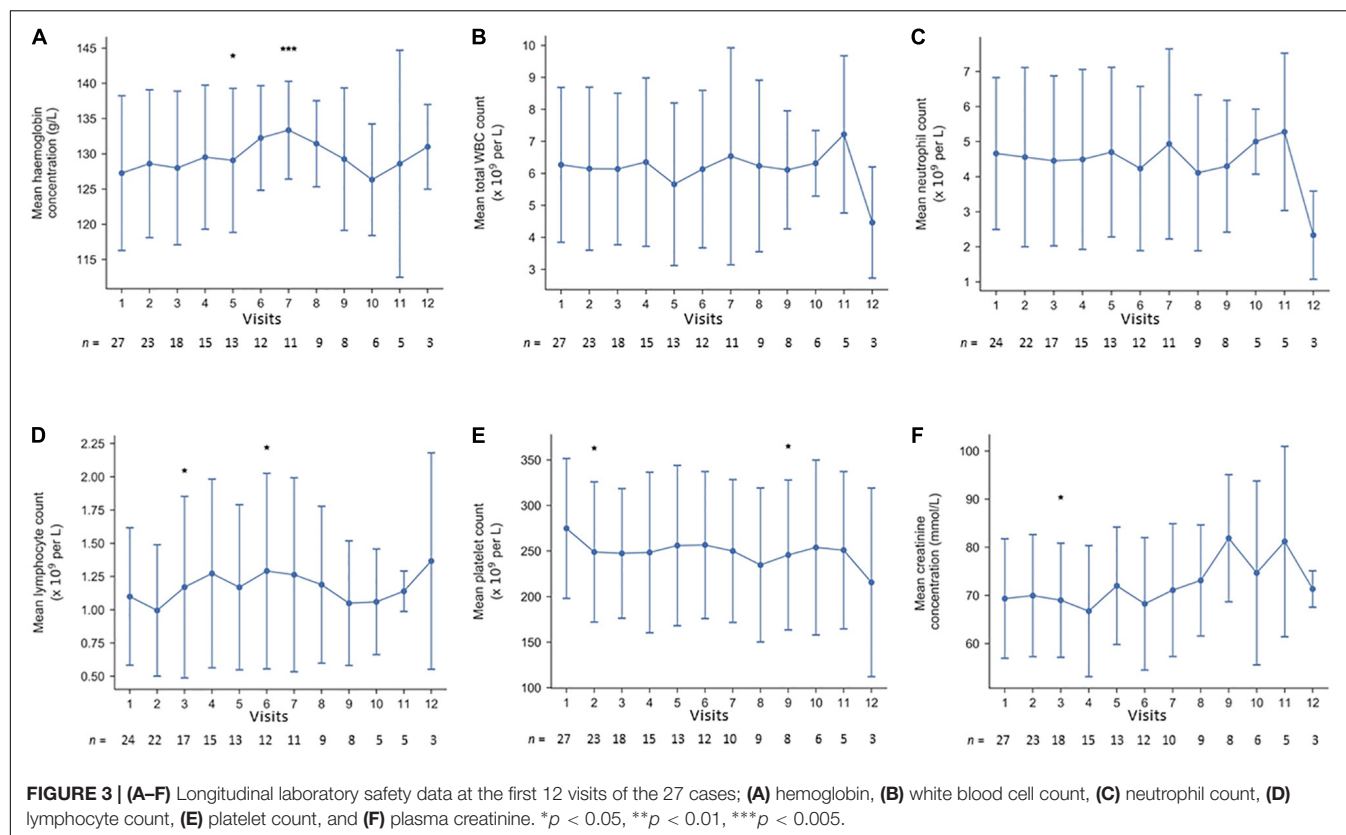 A
Mean haemoglobin
concentration (g/L)
145
140
135
130
125
120
115
* ***
1 2 3 4 5 6 7 8 9 10 11 12
Visits
n = 27 23 18 15 13 12 11 9 8 6 5 3
B
Mean total WBC count
(x 10⁹ per L)
10
9
8
7
6
5
4
3
1 2 3 4 5 6 7 8 9 10 11 12
Visits
n = 27 23 18 15 13 12 11 9 8 6 5 3
C
Mean neutrophil count
(x 10⁹ per L)
7
6
5
4
3
2
1
1 2 3 4 5 6 7 8 9 10 11 12
Visits
n = 24 22 17 15 13 12 11 9 8 5 5 3
D
Mean lymphocyte count
(x 10⁹ per L)
2.25
2.00
1.75
1.50
1.25
1.00
0.75
0.50
* *
1 2 3 4 5 6 7 8 9 10 11 12
Visits
n = 24 22 17 15 13 12 11 9 8 5 5 3
E
Mean platelet count
(x 10⁹ per L)
350
300
250
200
150
100
* *
1 2 3 4 5 6 7 8 9 10 11 12
Visits
n = 27 23 18 15 13 12 10 9 8 6 5 3
F
Mean creatinine
concentration (mmol/L)
100
90
80
70
60
*
1 2 3 4 5 6 7 8 9 10 11 12
Visits
n = 27 23 18 15 13 12 10 9 8 6 5 3
FIGURE 3 | (A–F) Longitudinal laboratory safety data at the first 12 visits of the 27 cases; (A) hemoglobin, (B) white blood cell count, (C) neutrophil count, (D)
lymphocyte count, (E) platelet count, and (F) plasma creatinine. *p < 0.05, **p < 0.01, ***p < 0.005.